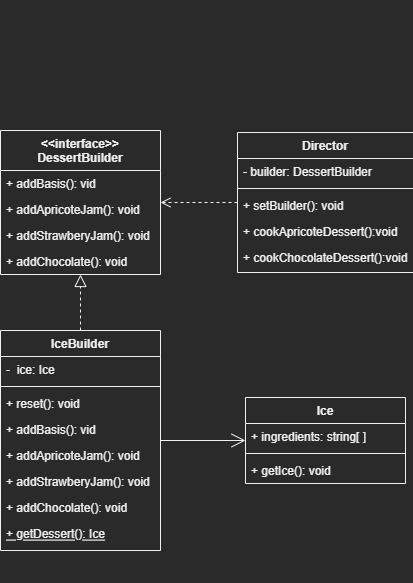 <<interface>>
DessertBuilder
+ addBasis(): vid
+ addApricoteJam(): void
+ addStrawberyJam(): void
+ addChocolate(): void
Director
- builder: DessertBuilder
+ setBuilder(): void
+ cookApricoteDessert():void
+ cookChocolateDessert():void
IceBuilder
- ice: Ice
+ reset(): void
+ addBasis(): vid
+ addApricoteJam(): void
+ addStrawberyJam(): void
+ addChocolate(): void
+ getDessert(): Ice
Ice
+ ingredients: string[ ]
+ getIce(): void